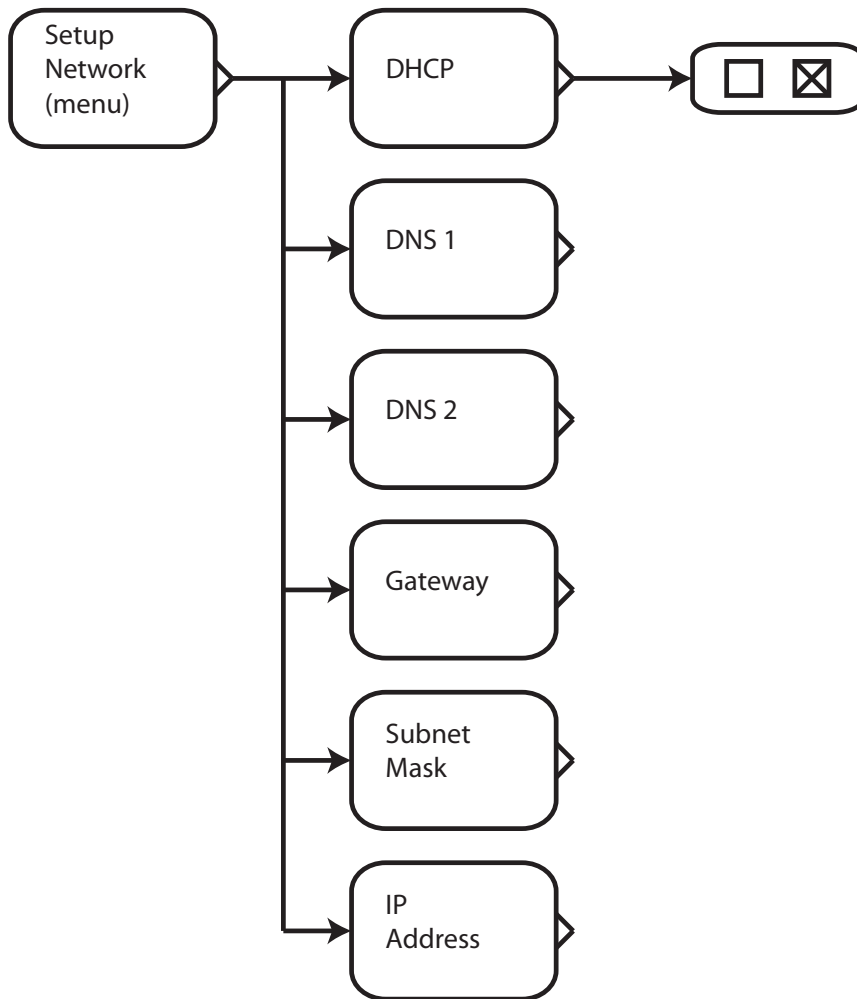 Setup
Network
(menu)
DHCP
DNS 1
DNS 2
Gateway
Subnet
Mask
IP
Address